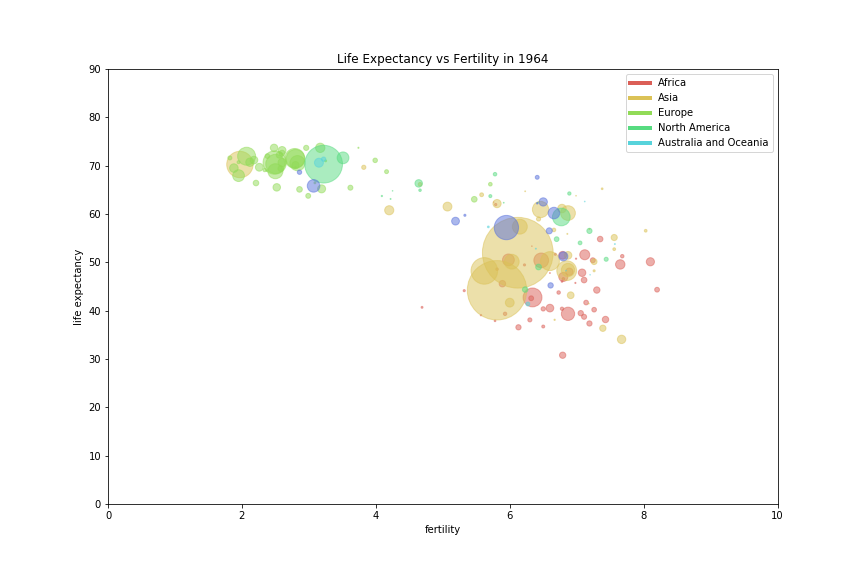 Life Expectancy vs Fertility in 1964
Africa
Asia
Europe
North America
Australia and Oceania
90
80
70
60
50
40
30
20
10
0
life expectancy
0 2 4 6 8 10
fertility